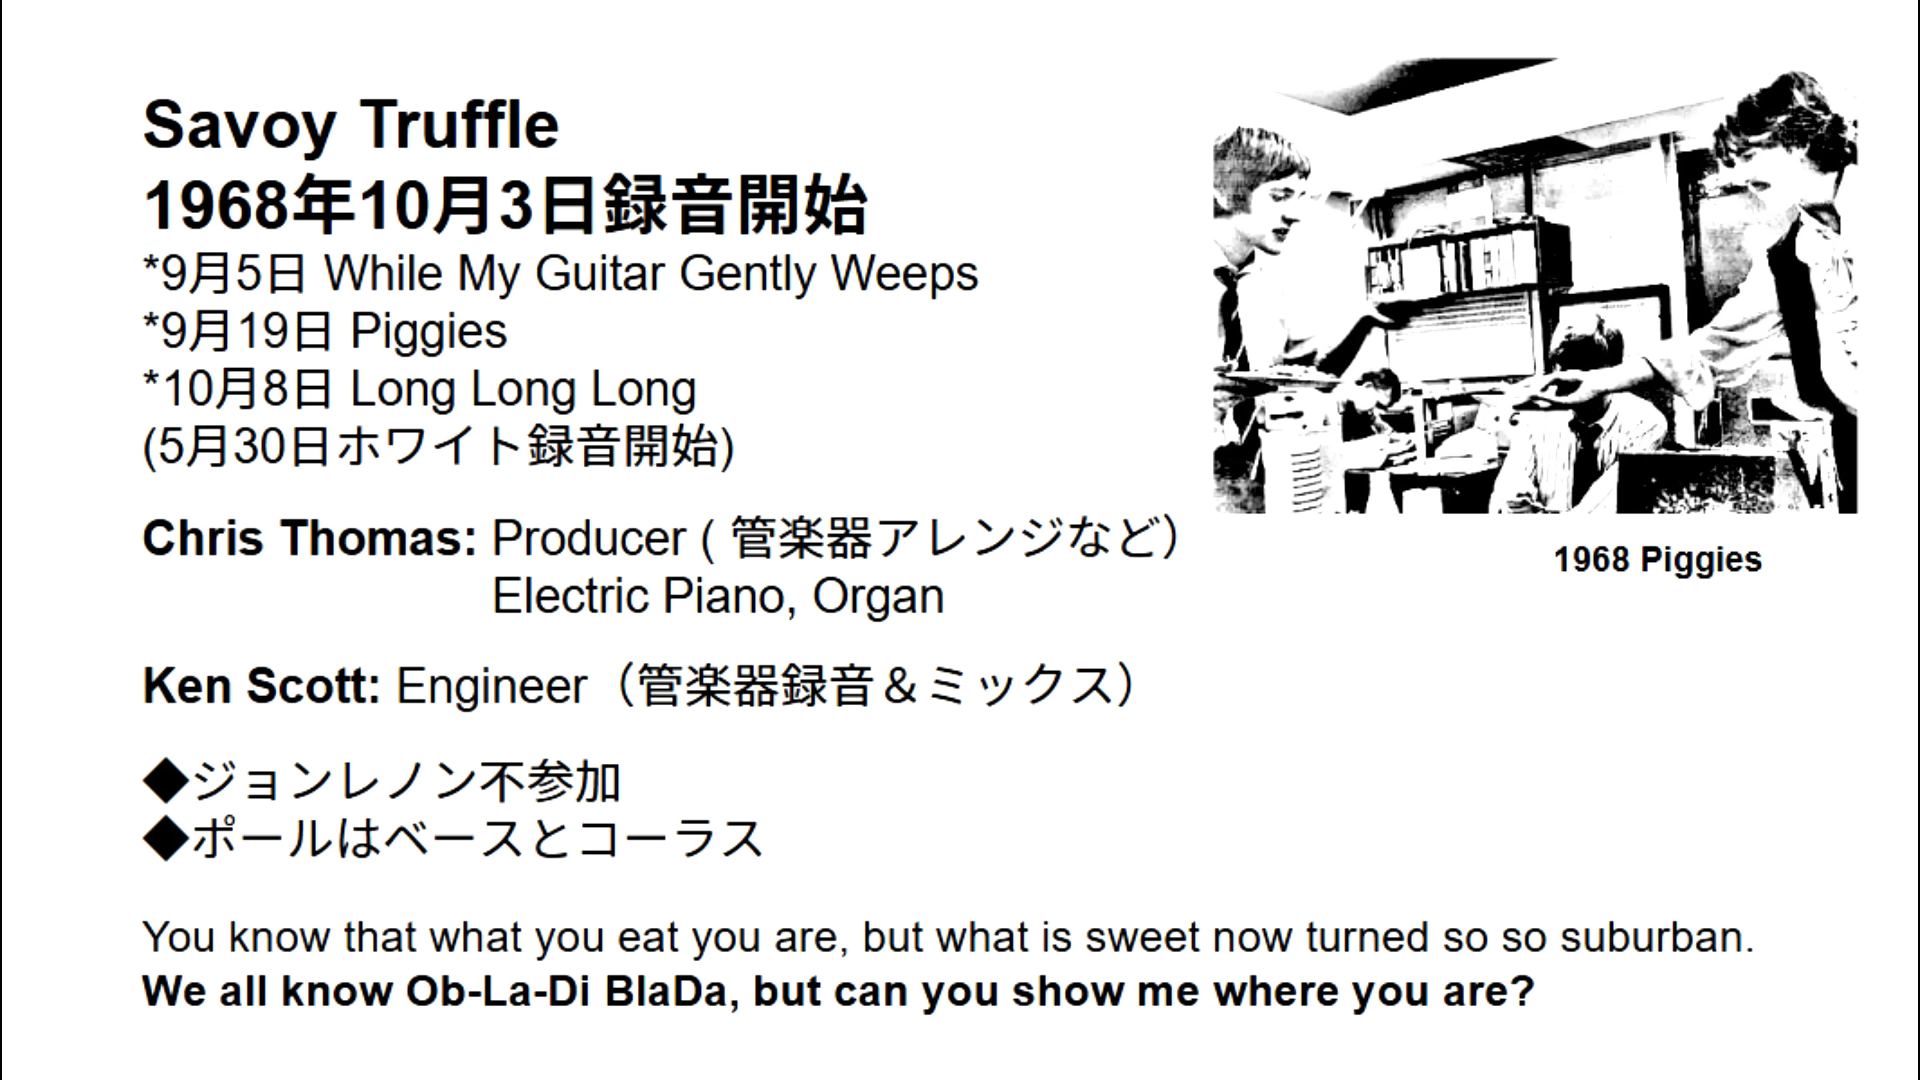 Savoy Truffle
1968年10月3日録音開始
*9月5日 While My Guitar Gently Weeps
*9月19日 Piggies
*10月8日 Long Long Long
(5月30日ホワイト録音開始)
Chris Thomas: Producer ( 管楽器アレンジなど）
Electric Piano, Organ
1968 Piggies
Ken Scott: Engineer（管楽器録音＆ミックス）
◆ジョンレノン不参加
◆ポールはベースとコーラス
You know that what you eat you are, but what is sweet now turned so so suburban.
We all know Ob-La-Di BlaDa, but can you show me where you are?